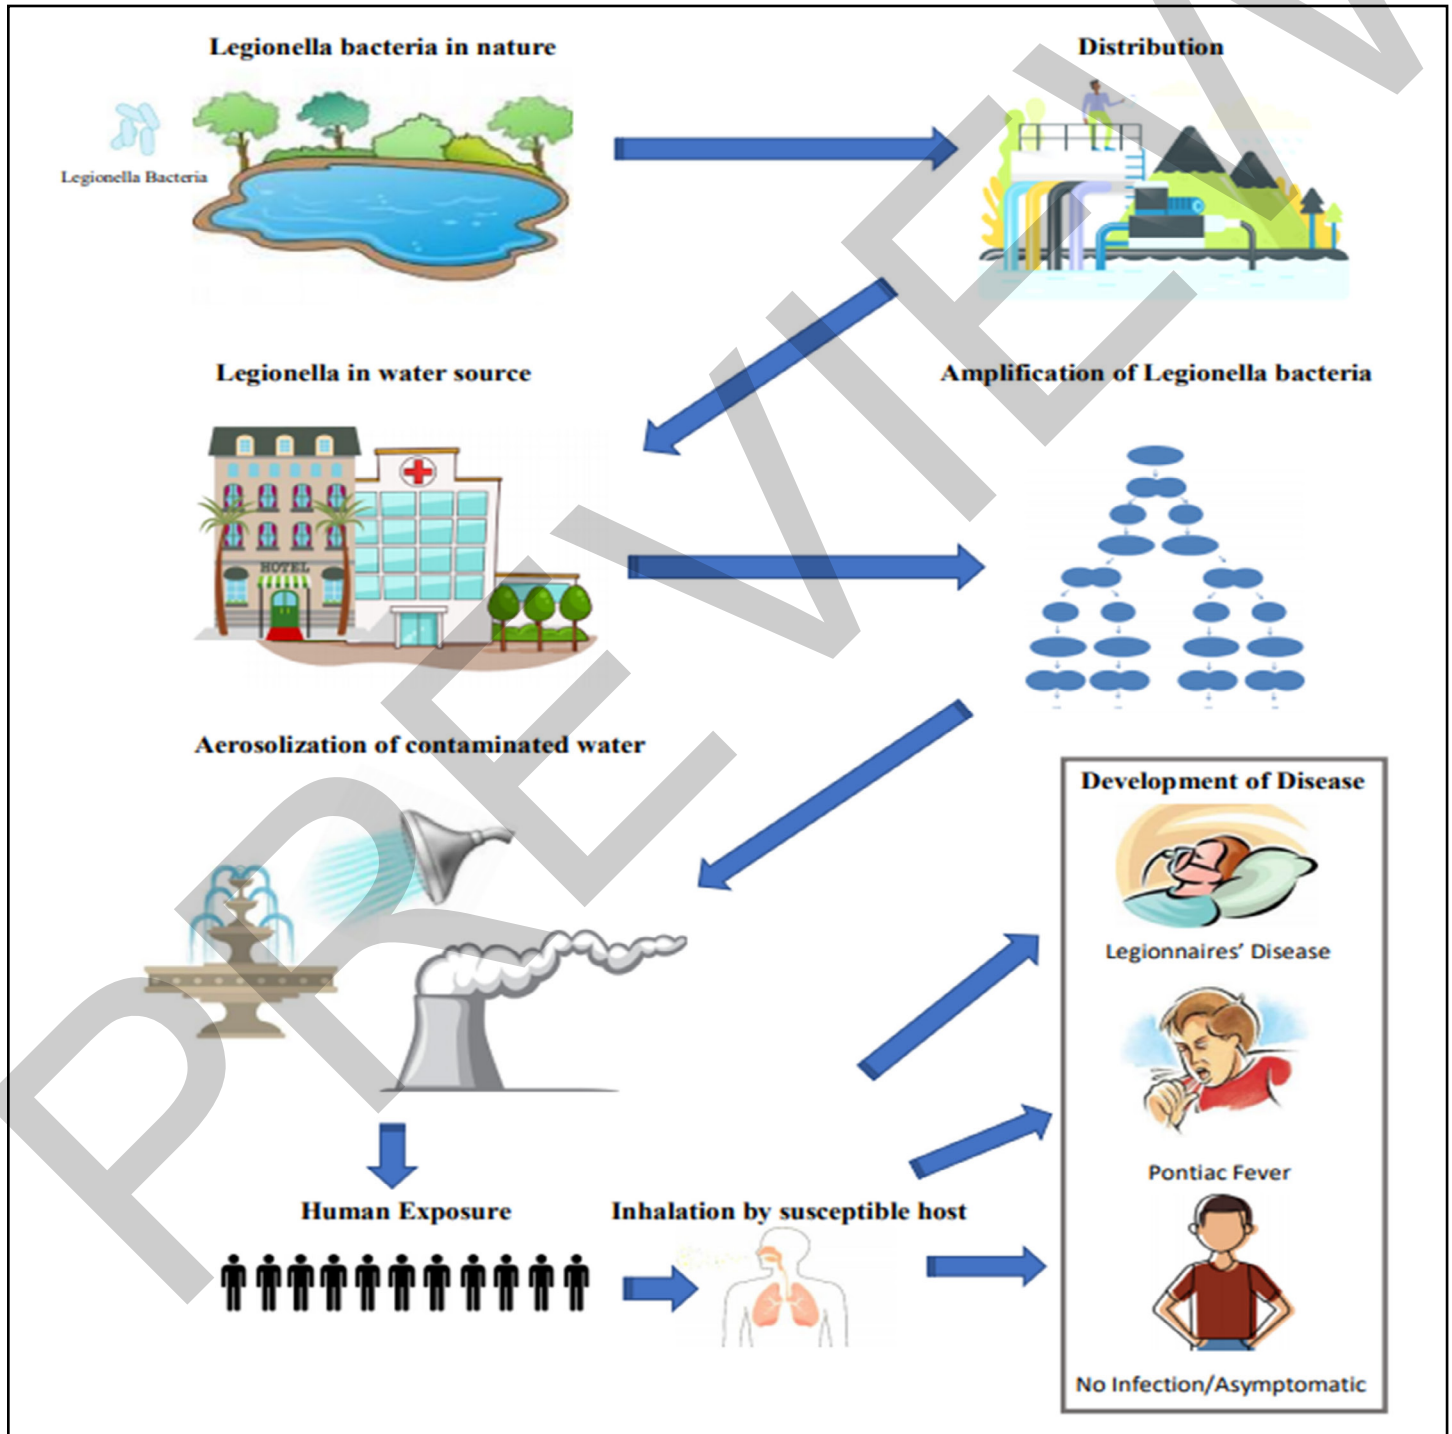 Legionella bacteria in nature
Distribution
Legionella Bacteria
Legionella in water source
Amplification of Legionella bacteria
HOTEL
Aerosolization of contaminated water
Development of Disease
Legionnaires' Disease
Pontiac Fever
Human Exposure
Inhalation by susceptible host
No Infection/Asymptomatic
PREVIEW